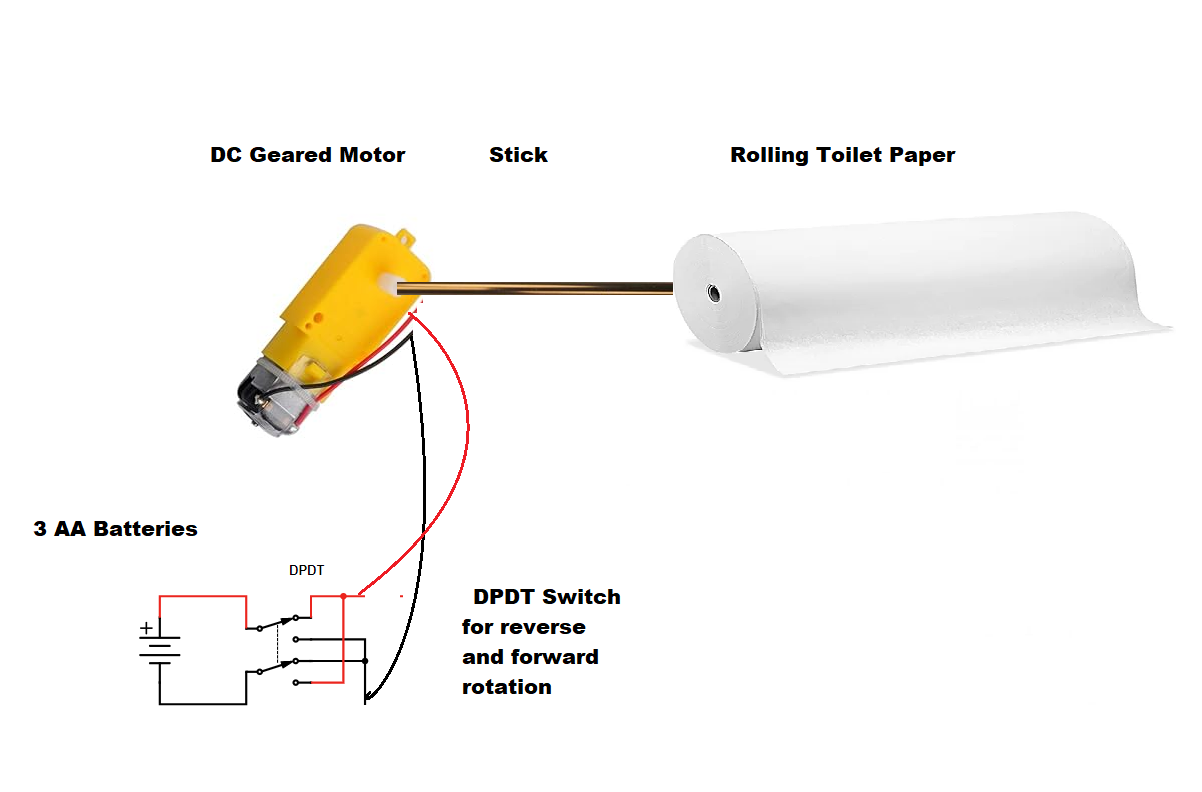 DC Geared Motor
Stick
Rolling Toilet Paper
3 AA Batteries
DPDT
+
DPDT Switch
for reverse
and forward
rotation